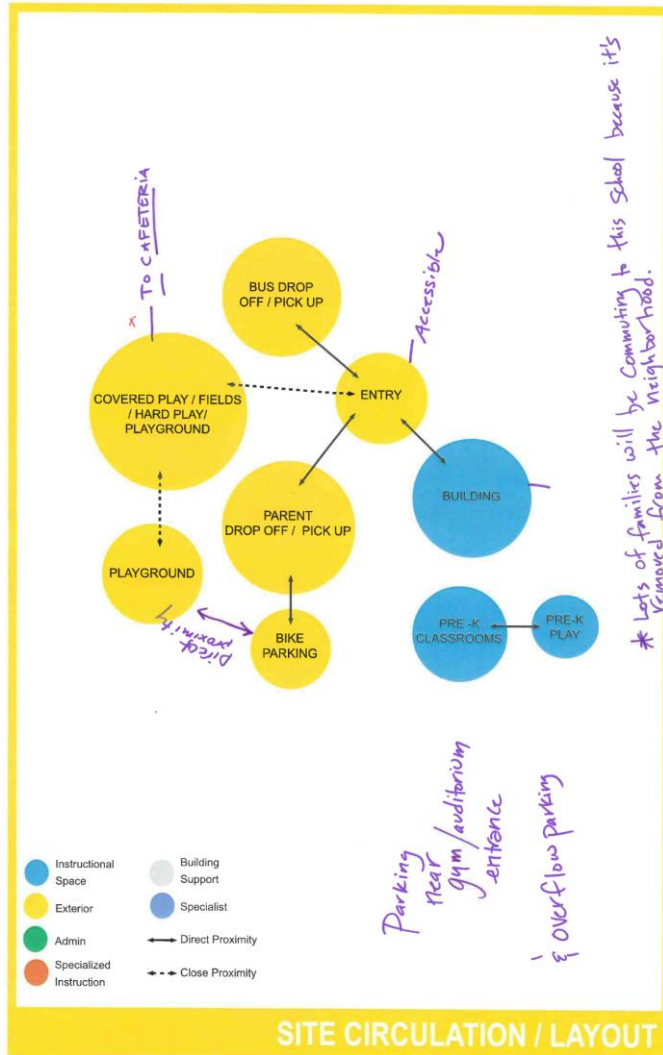 TO CAFETERIA
x
BUS DROP
OFF / PICK UP
Accessible
COVERED PLAY / FIELDS
/ HARD PLAY/
PLAYGROUND
ENTRY
BUILDING
PARENT
DROP OFF / PICK UP
PLAYGROUND
Direct
proximity
BIKE
PARKING
PRE -K
CLASSROOMS
PRE-K
PLAY
* Lots of families will be commuting to this school because it's
removed from the neighborhood.
Parking
near
gym/auditorium
entrance
& overflow parking
Instructional
Space
Exterior
Admin
Specialized
Instruction
Building
Support
Specialist
Direct Proximity
Close Proximity
SITE CIRCULATION / LAYOUT